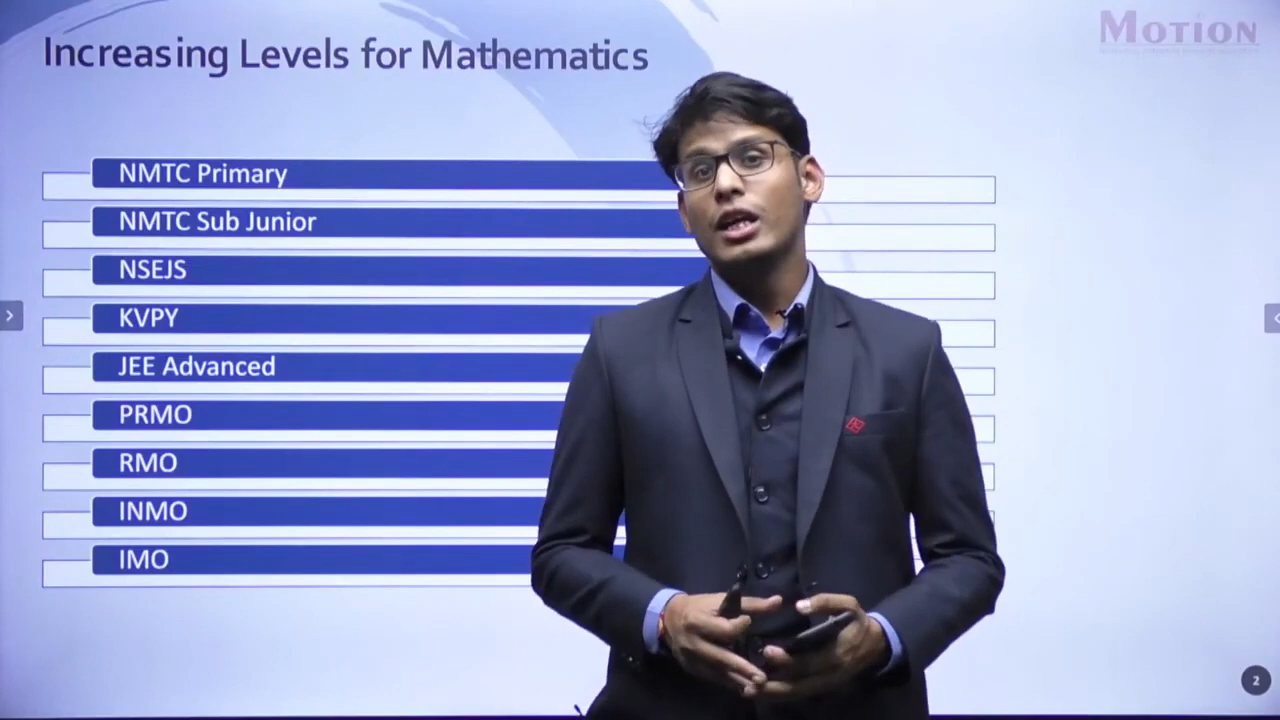 Increasing Levels for Mathematics
MOTION
NMTC Primary
NMTC Sub Junior
NSEJS
KVPY
JEE Advanced
PRMO
RMO
INMO
IMO
2